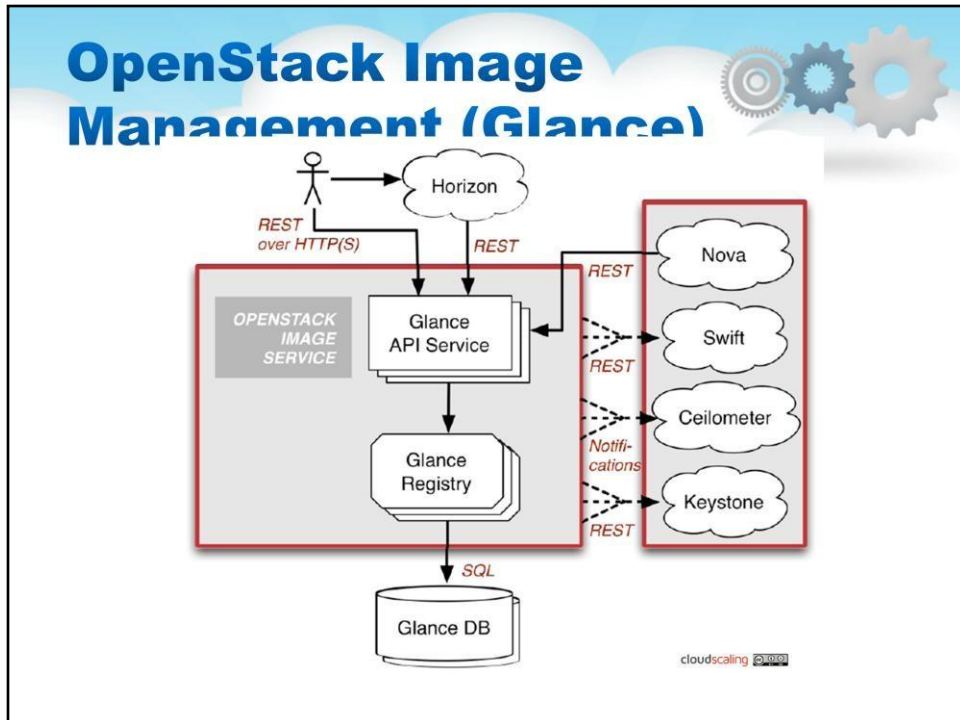 OpenStack Image
Management (Glance)
Horizon
REST
over HTTP(S)
REST
REST
Nova
OPENSTACK
IMAGE
SERVICE
Glance
API Service
Swift
REST
Ceilometer
Notifi-
cations
Glance
Registry
Keystone
REST
SQL
Glance DB
cloudscaling